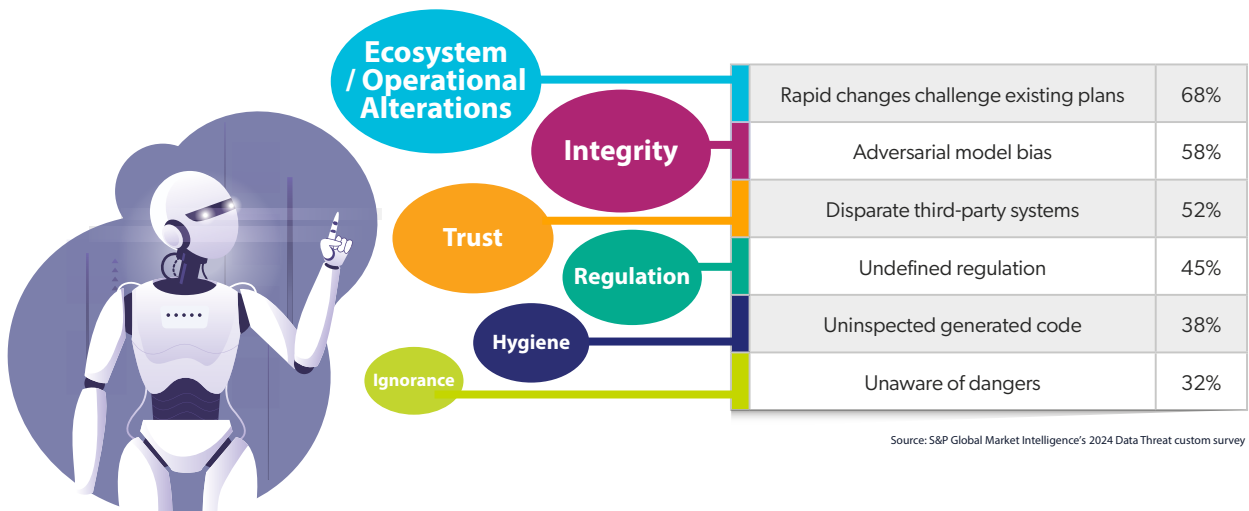 Ecosystem
/ Operational
Alterations
Rapid changes challenge existing plans 68%
Integrity
Adversarial model bias 58%
Trust
Disparate third-party systems 52%
Regulation
Undefined regulation 45%
Hygiene
Uninspected generated code 38%
Ignorance
Unaware of dangers 32%
Source: S&P Global Market Intelligence's 2024 Data Threat custom survey